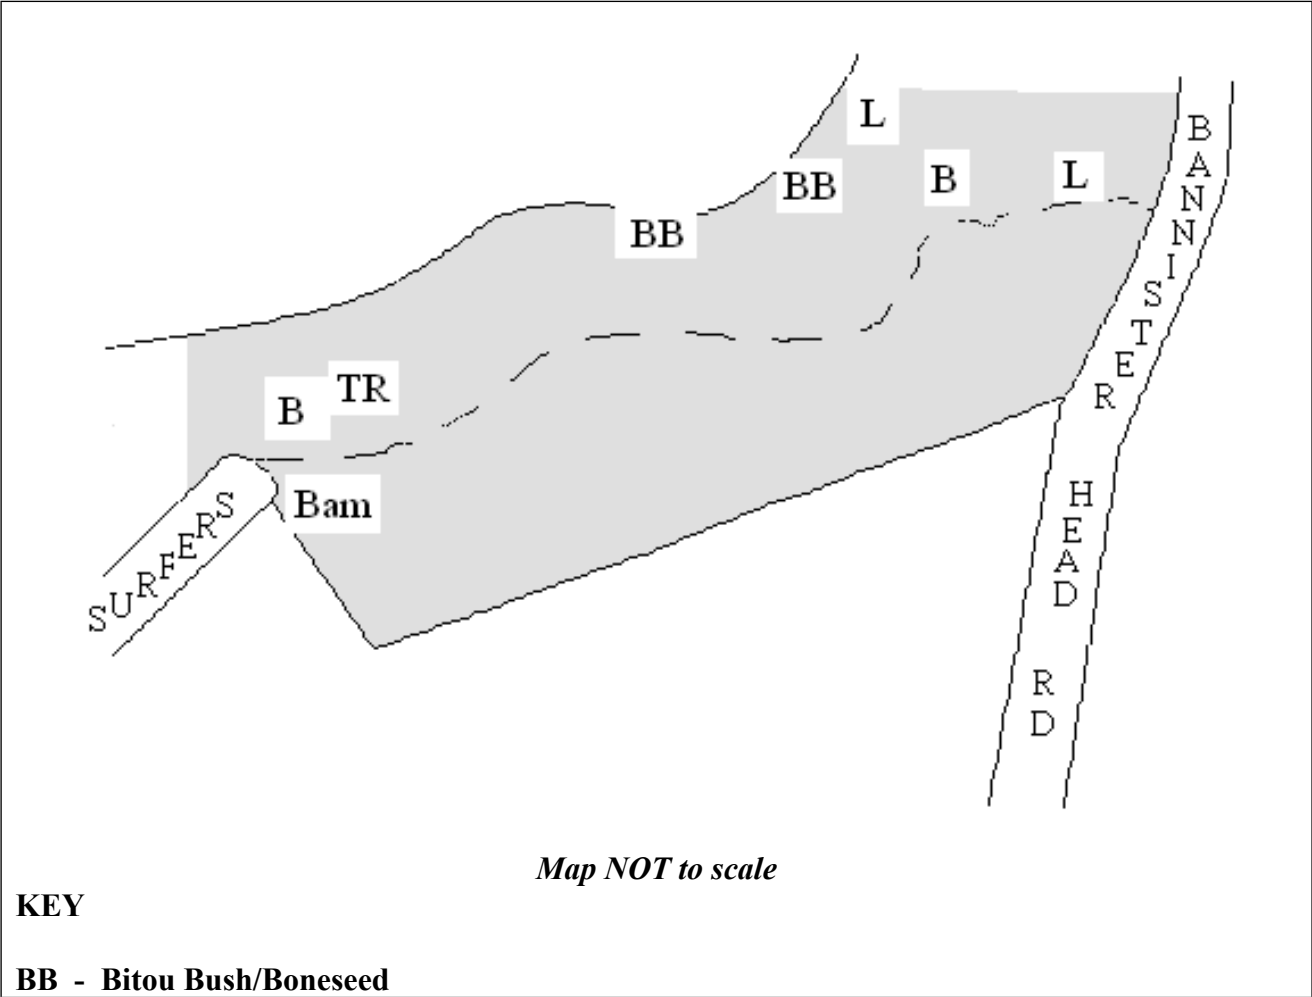 L
BB
B
L
BB
B
TR
Bam
SURFERS
BANNISTER HEAD RD
Map NOT to scale
KEY
BB - Bitou Bush/Boneseed